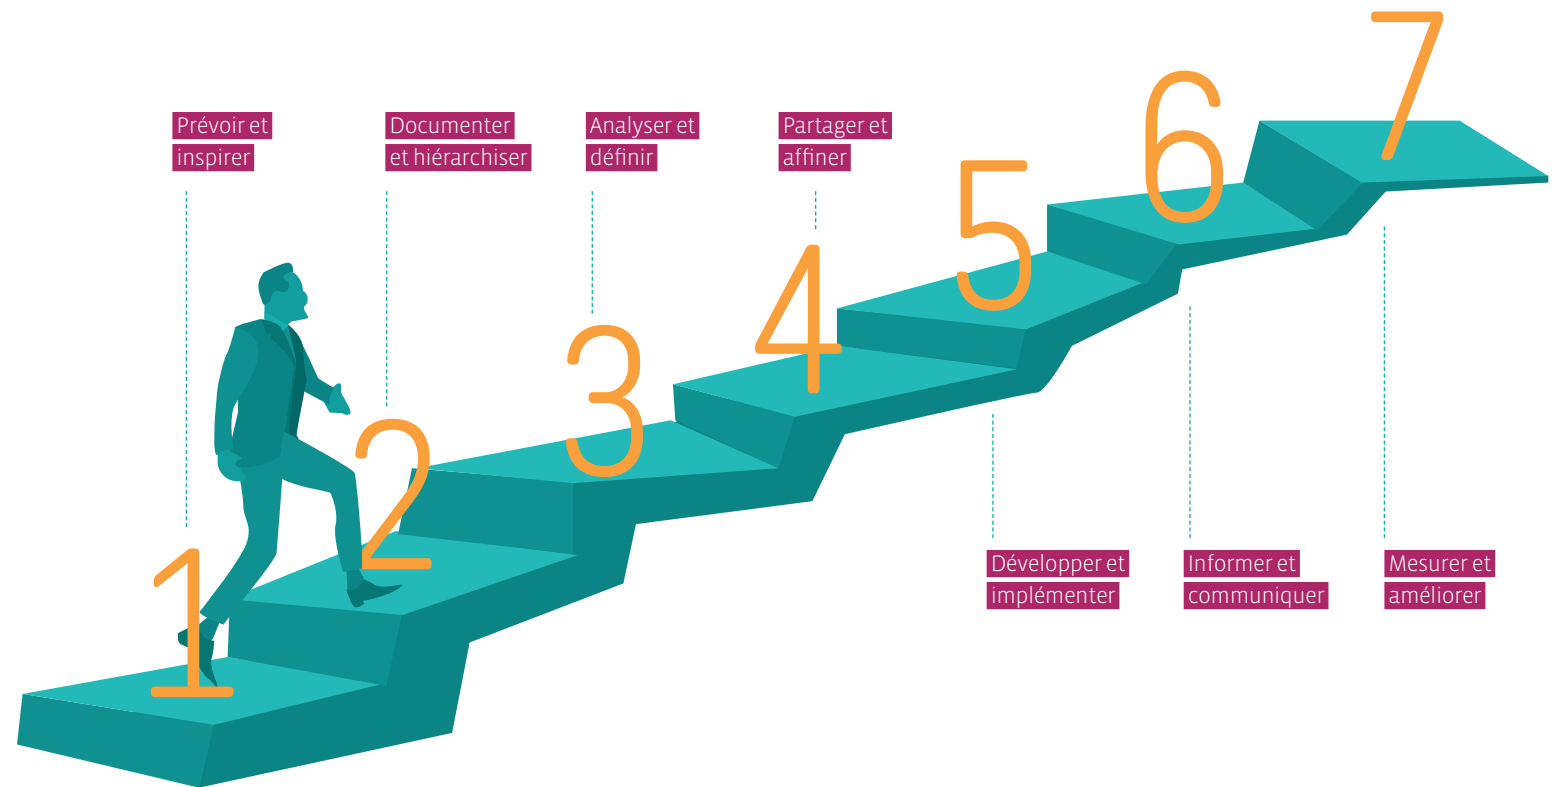 1
Prévoir et
inspirer
2
Documenter
et hiérarchiser
3
Analyser et
définir
4
Partager et
affiner
5
Développer et
implémenter
6
Informer et
communiquer
7
Mesurer et
améliorer